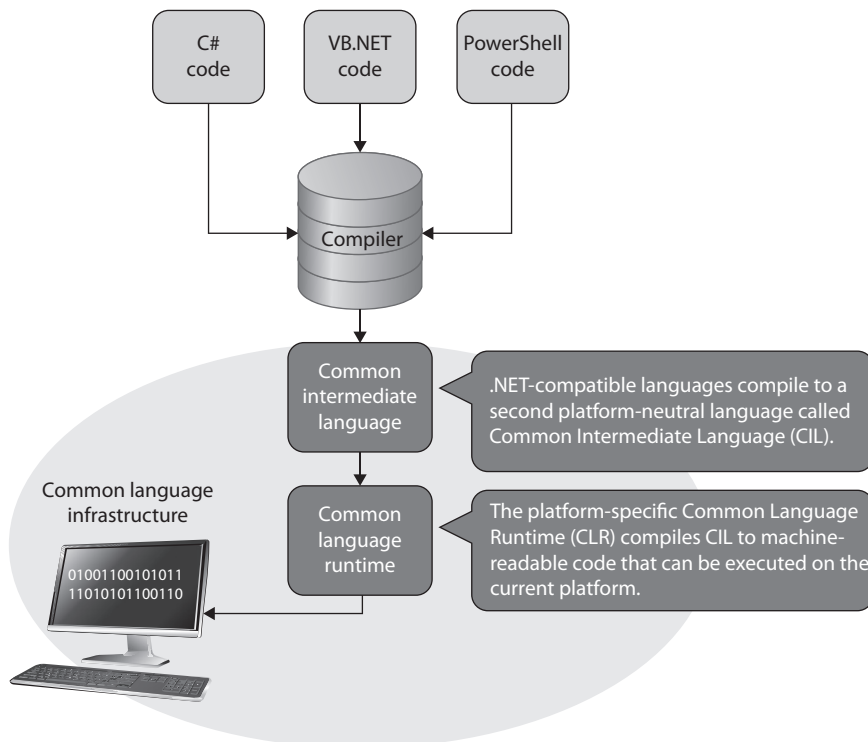 C#
code
VB.NET
code
PowerShell
code
Compiler
Common
intermediate
language
.NET-compatible languages compile to a
second platform-neutral language called
Common Intermediate Language (CIL).
Common language
infrastructure
Common
language
runtime
The platform-specific Common Language
Runtime (CLR) compiles CIL to machine-
readable code that can be executed on the
current platform.
01001100101011
11010101100110